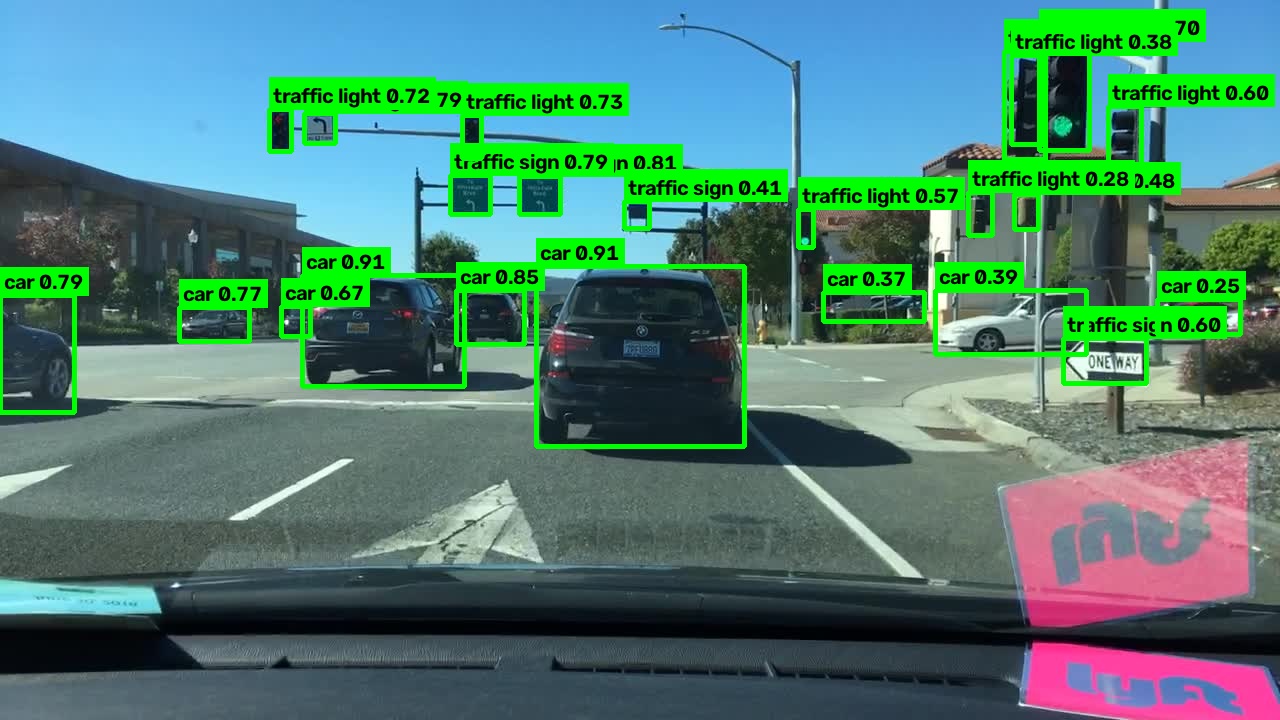 70
traffic light 0.38
traffic light 0.72
79
traffic light 0.73
traffic light 0.60
traffic sign 0.79
n 0.81
traffic light 0.28
0.48
traffic sign 0.41
traffic light 0.57
car 0.91
car 0.91
car 0.79
car 0.77
car 0.67
car 0.85
car 0.37
car 0.39
car 0.25
traffic sign 0.60
ONE WAY
X3
lyft
lyft